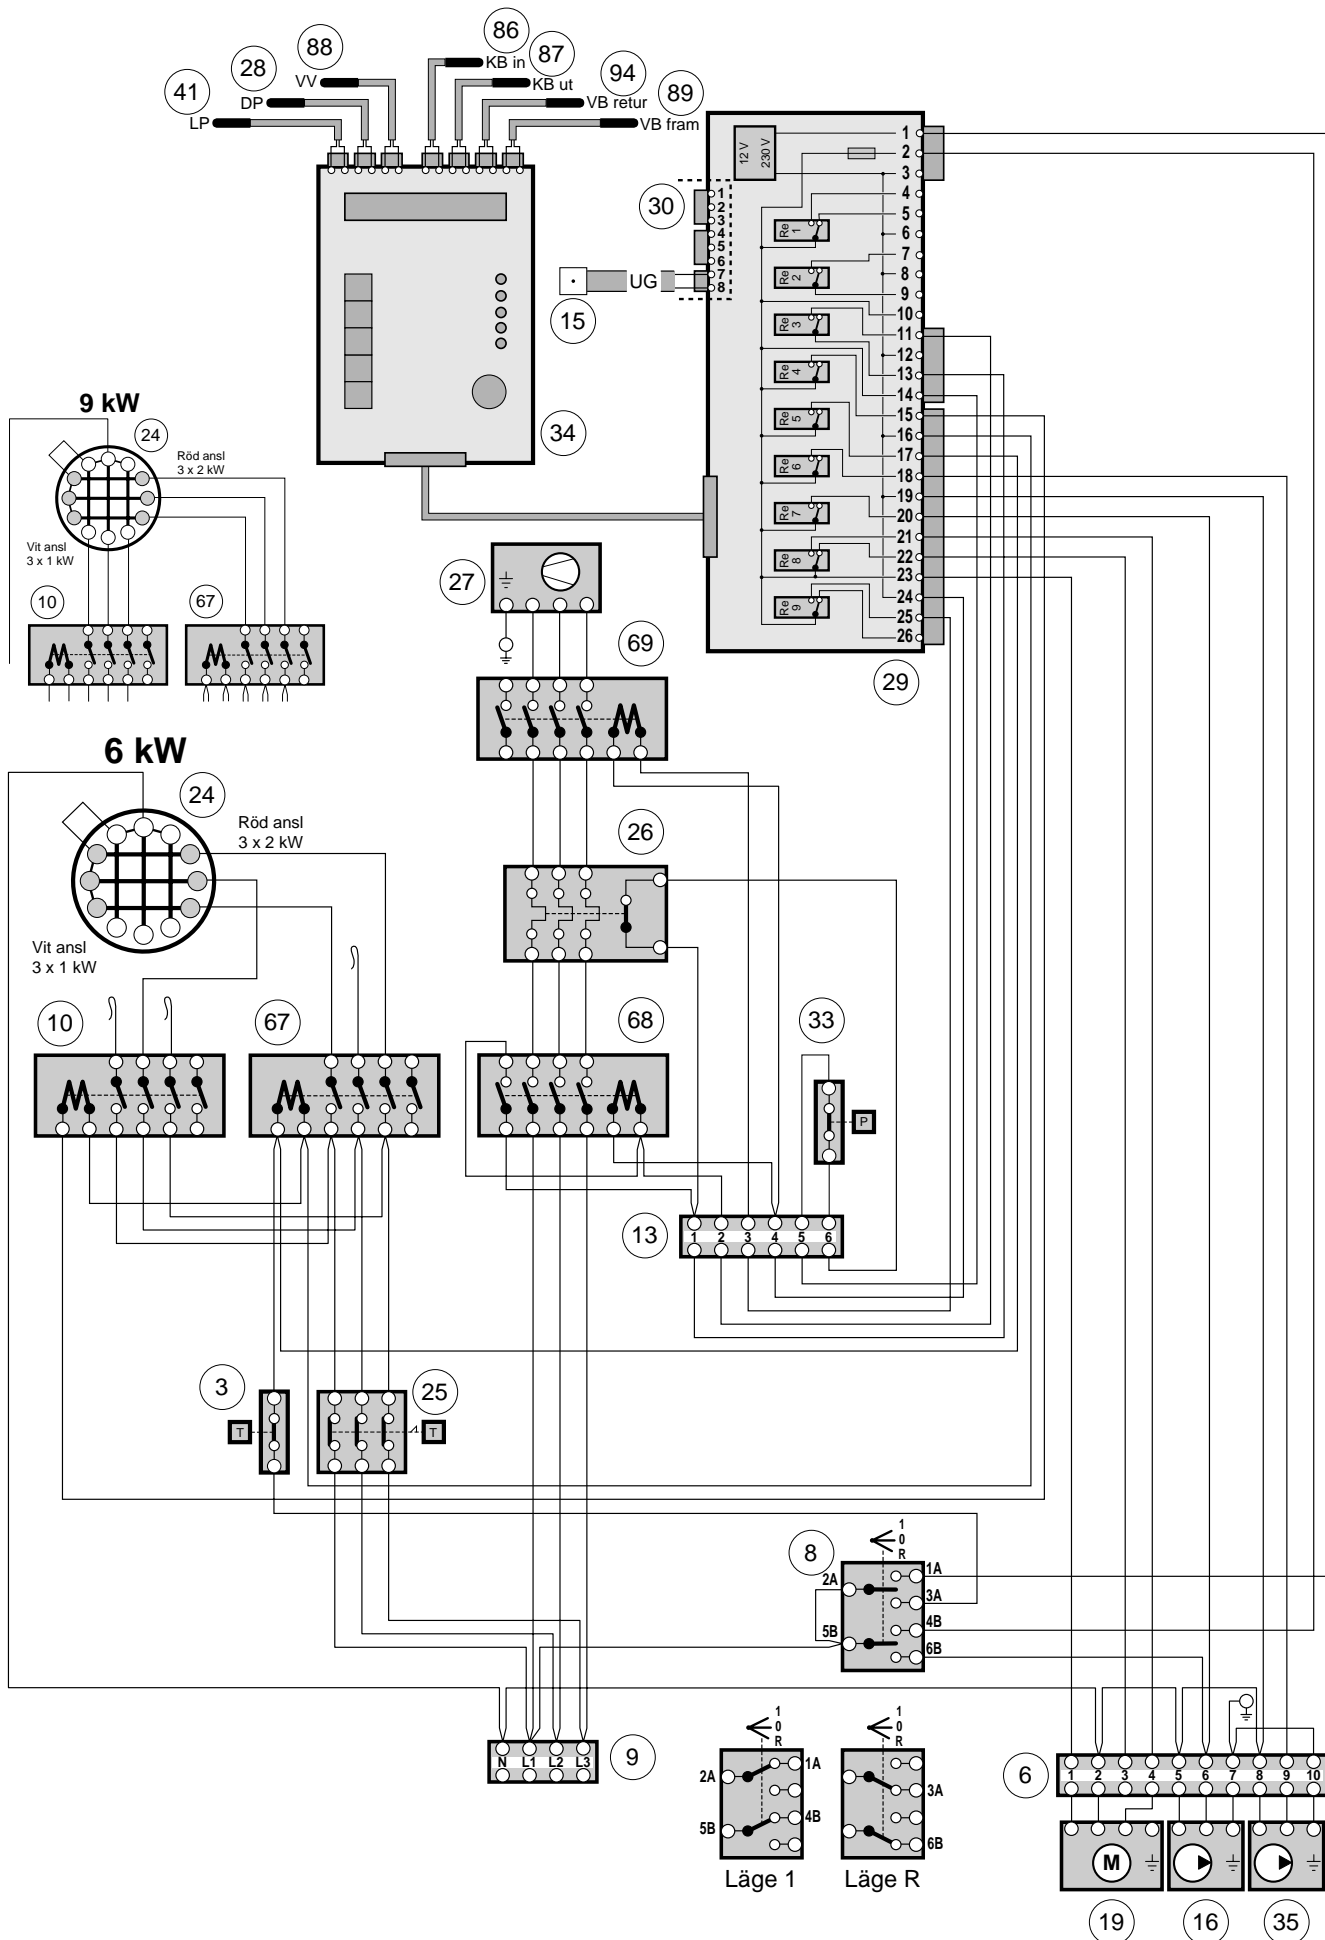 86
88
KB in
87
28
VV
KB ut
94
41
DP
VB retur
89
LP
VB fram
12 V
230 V
1
2
3
4
5
6
7
8
9
10
11
12
13
14
15
16
17
18
19
20
21
22
23
24
25
26
Re 1
Re 2
Re 3
Re 4
Re 5
Re 6
Re 7
Re 8
Re 9
30
1
2
3
4
5
6
7
8
UG
15
34
29
9 kW
24
Röd ansl
3 x 2 kW
Vit ansl
3 x 1 kW
10
67
27
69
6 kW
24
Röd ansl
3 x 2 kW
26
Vit ansl
3 x 1 kW
10
67
68
33
P
13
1 2 3 4 5 6
3
T
25
T
8
1
0
R
2A
1A
3A
5B
4B
6B
N L1 L2 L3
9
1
0
R
2A
1A
5B
4B
Läge 1
1
0
R
3A
6B
Läge R
6
1 2 3 4 5 6 7 8 9 10
M
19
16
35